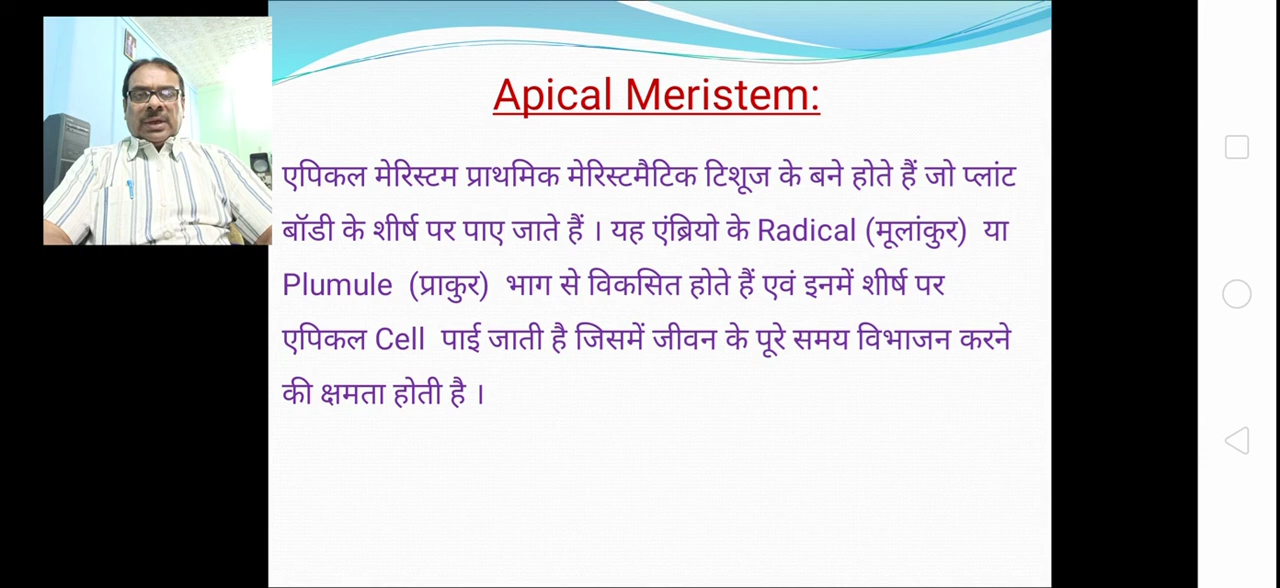 Apical Meristem:
एपिकल मेरिस्टम प्राथमिक मेरिस्टमैटिक टिशूज के बने होते हैं जो प्लांट
बॉडी के शीर्ष पर पाए जाते हैं । यह एंब्रियो के Radical (मूलांकुर) या
Plumule (प्राकुर) भाग से विकसित होते हैं एवं इनमें शीर्ष पर
एपिकल Cell पाई जाती है जिसमें जीवन के पूरे समय विभाजन करने
की क्षमता होती है ।